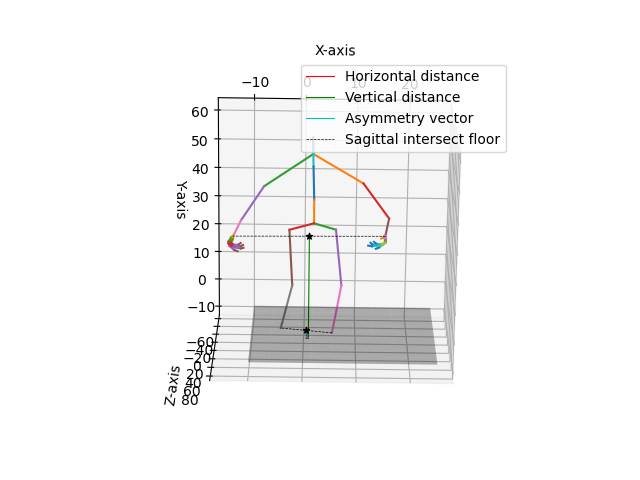 X-axis
−10
0
10
20
Horizontal distance
Vertical distance
Asymmetry vector
Sagittal intersect floor
60
50
40
30
20
10
0
−10
Y-axis
−60
−40
−20
0
20
40
60
80
Z-axis